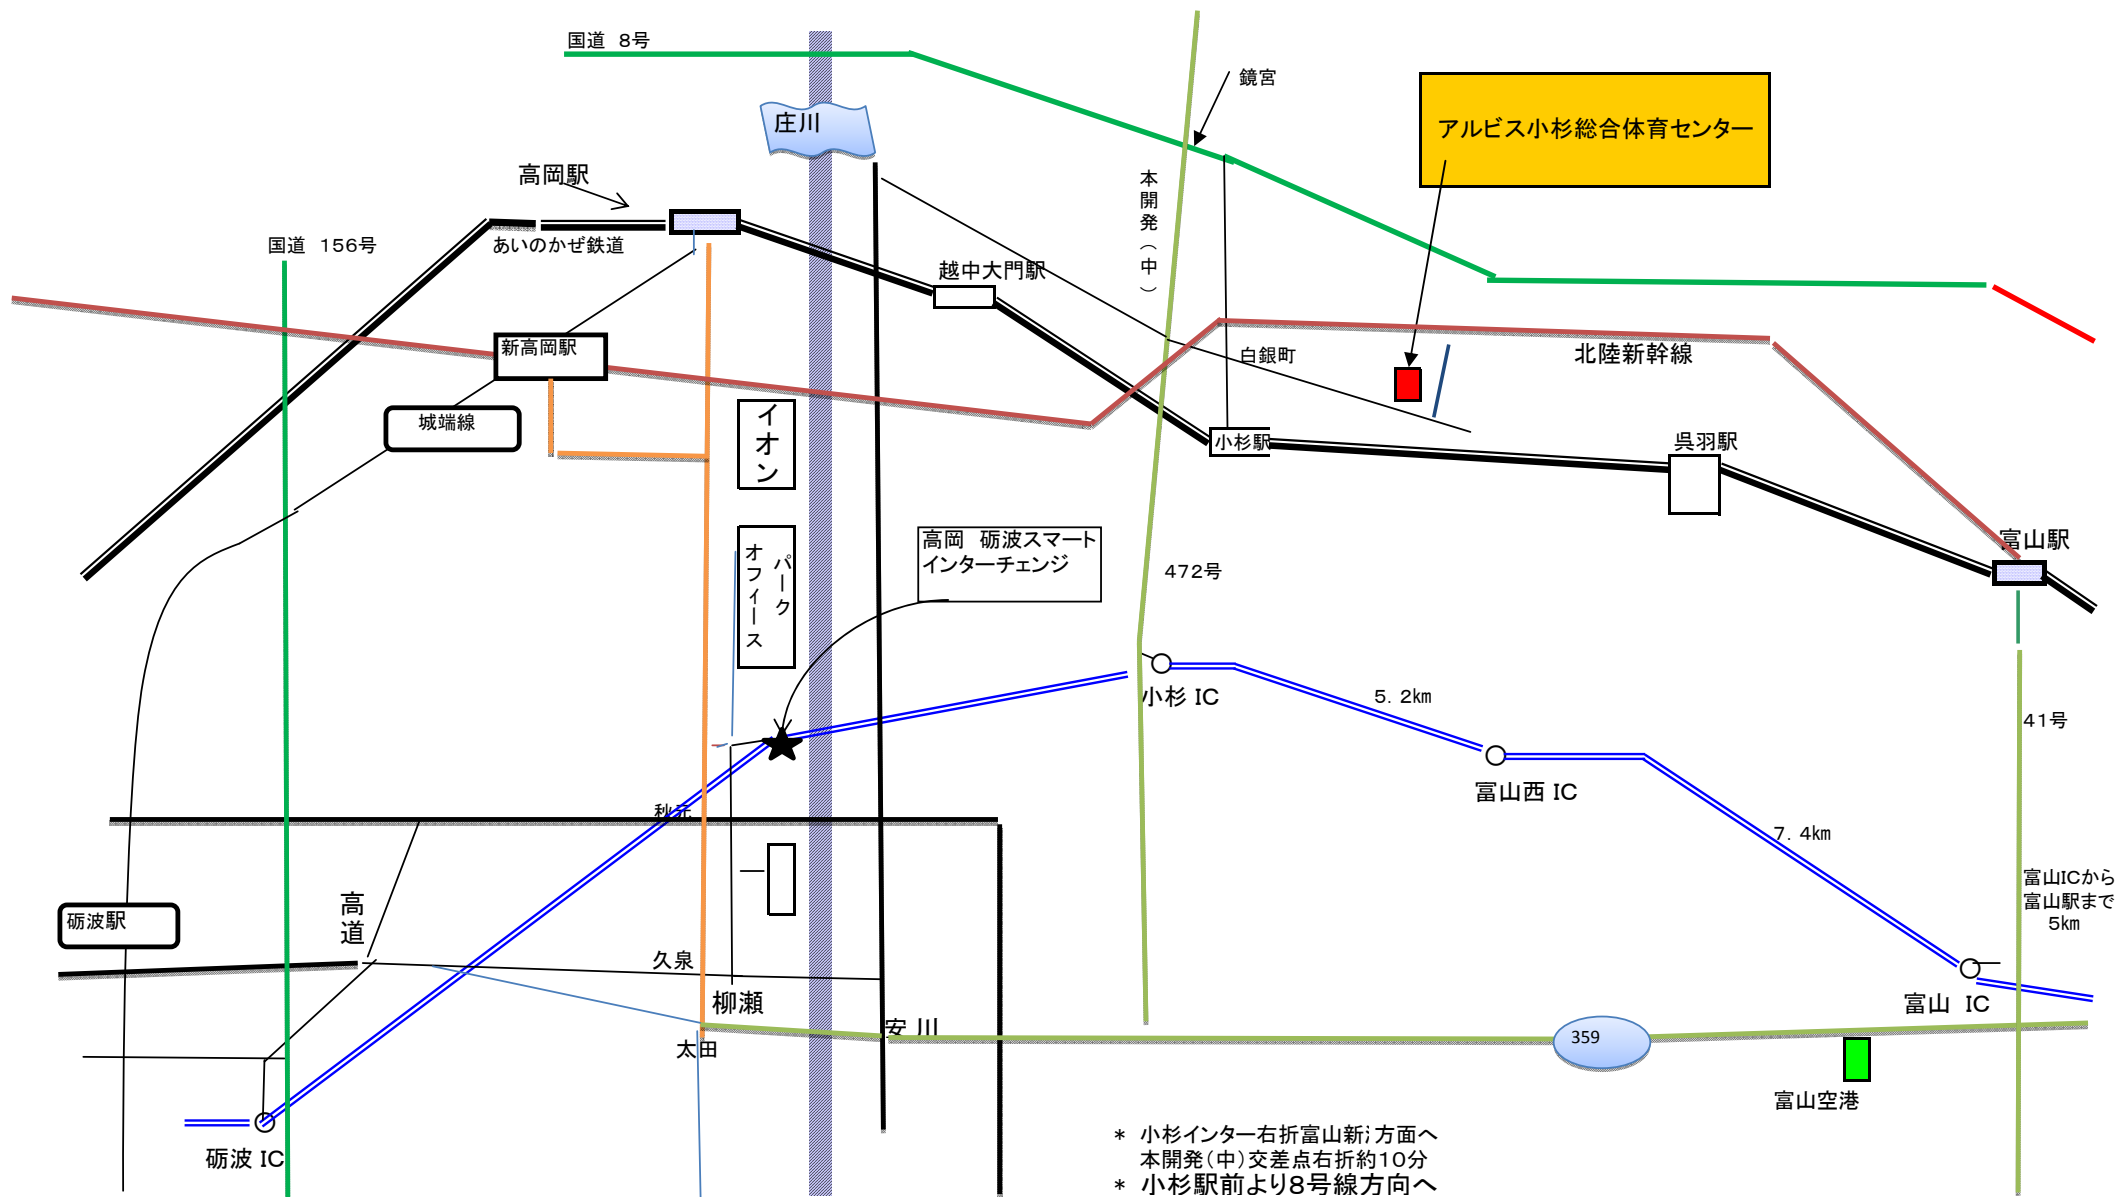 国道 8号
鏡宮
庄川
アルビス小杉総合体育センター
高岡駅
本開発(中)
国道 156号
あいのかぜ鉄道
越中大門駅
新高岡駅
白銀町
北陸新幹線
城端線
イオン
小杉駅
呉羽駅
高岡 砺波スマート
インターチェンジ
富山駅
パーク
オフィース
472号
小杉 IC
5.2km
41号
富山西 IC
秋元
7.4km
富山ICから
富山駅まで
5km
高道
砺波駅
久泉
柳瀬
富山 IC
安川
太田
359
富山空港
砺波 IC
* 小杉インター右折富山新方面へ
本開発(中)交差点右折約10分
* 小杉駅前より8号線方向へ